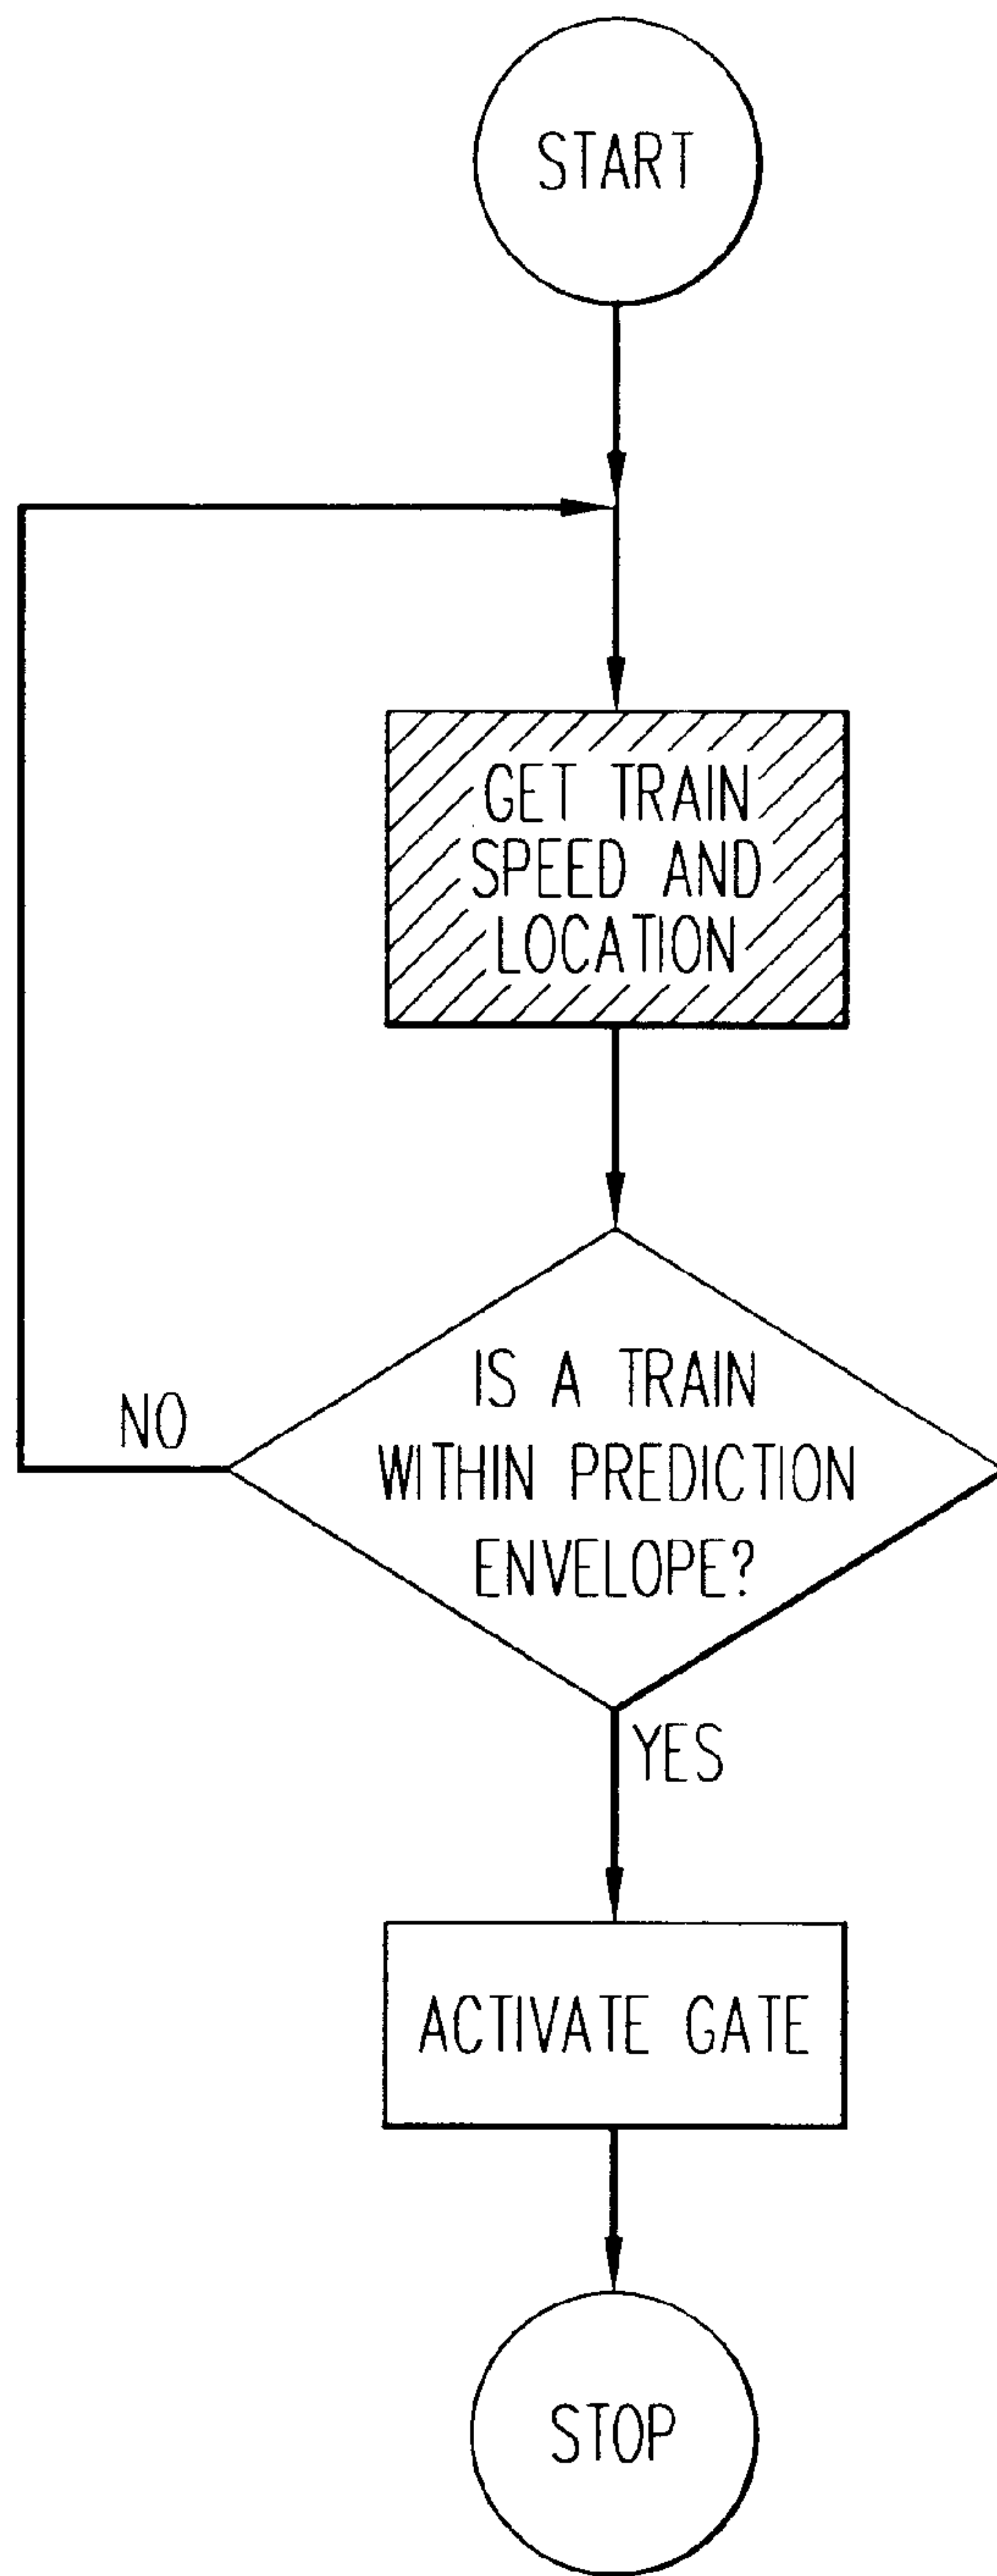 START
GET TRAIN
SPEED AND
LOCATION
IS A TRAIN
NO
WITHIN PREDICTION
ENVELOPE?
YES
ACTIVATE GATE
STOP